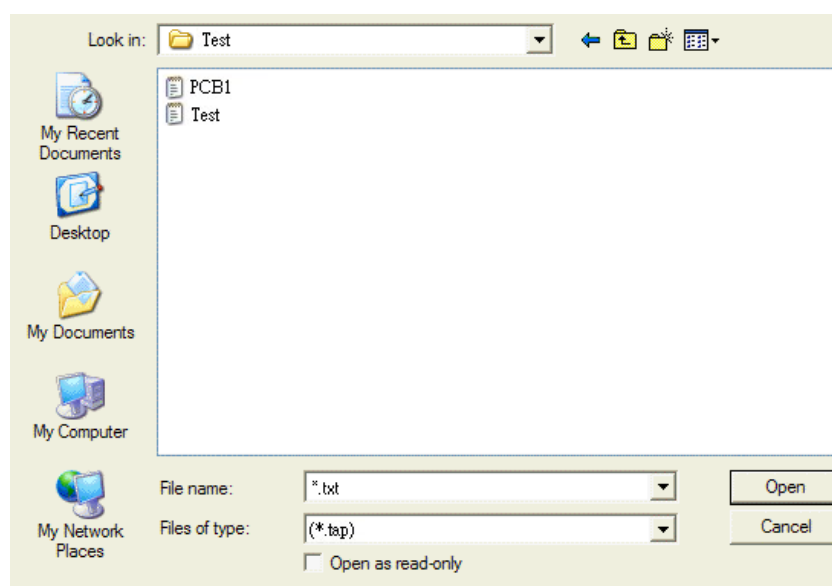 Look in:
Test
PCB1
Test
My Recent
Documents
Desktop
My Documents
My Computer
My Network
Places
File name:
*.txt
Open
Files of type:
(*.tap)
Cancel
Open as read-only